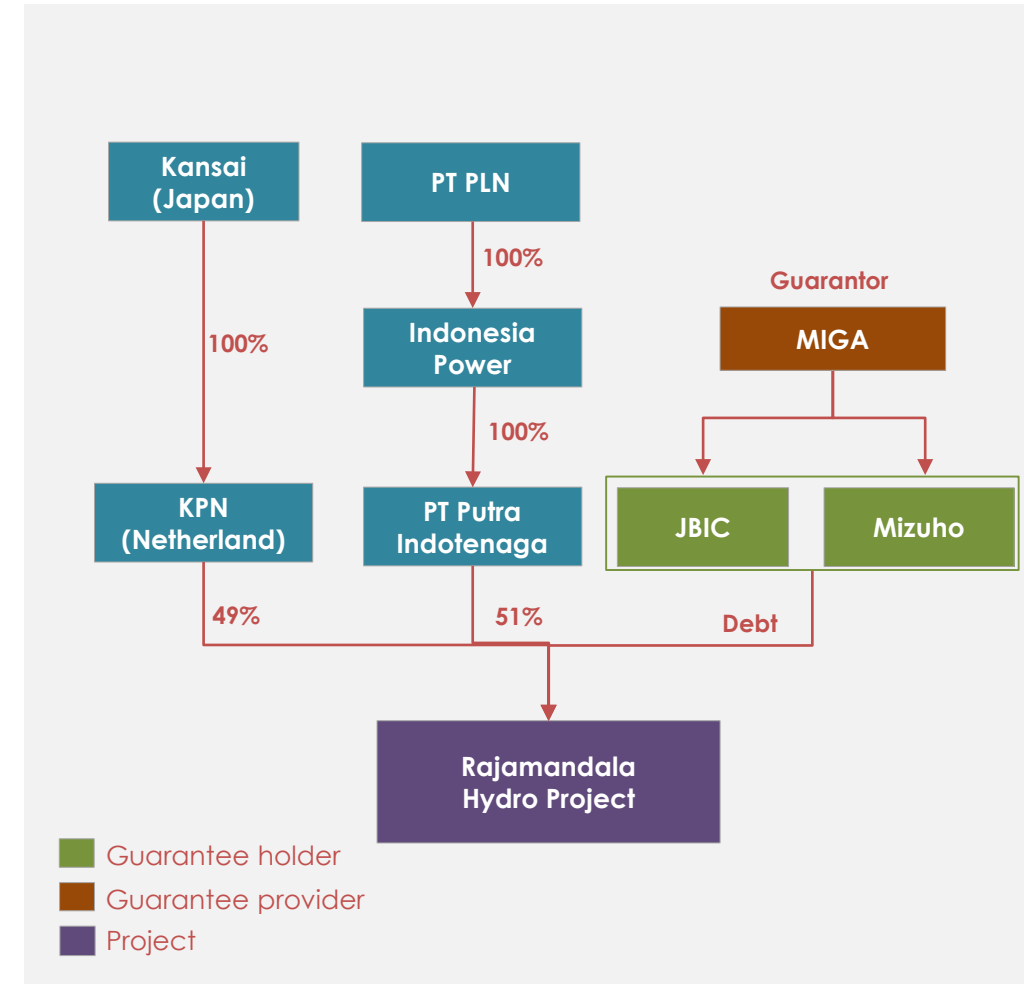 Kansai
(Japan)
PT PLN
100%
Guarantor
Indonesia
Power
MIGA
100%
100%
KPN
(Netherland)
PT Putra
Indotenaga
JBIC
Mizuho
49%
51%
Debt
Rajamandala
Hydro Project
Guarantee holder
Guarantee provider
Project